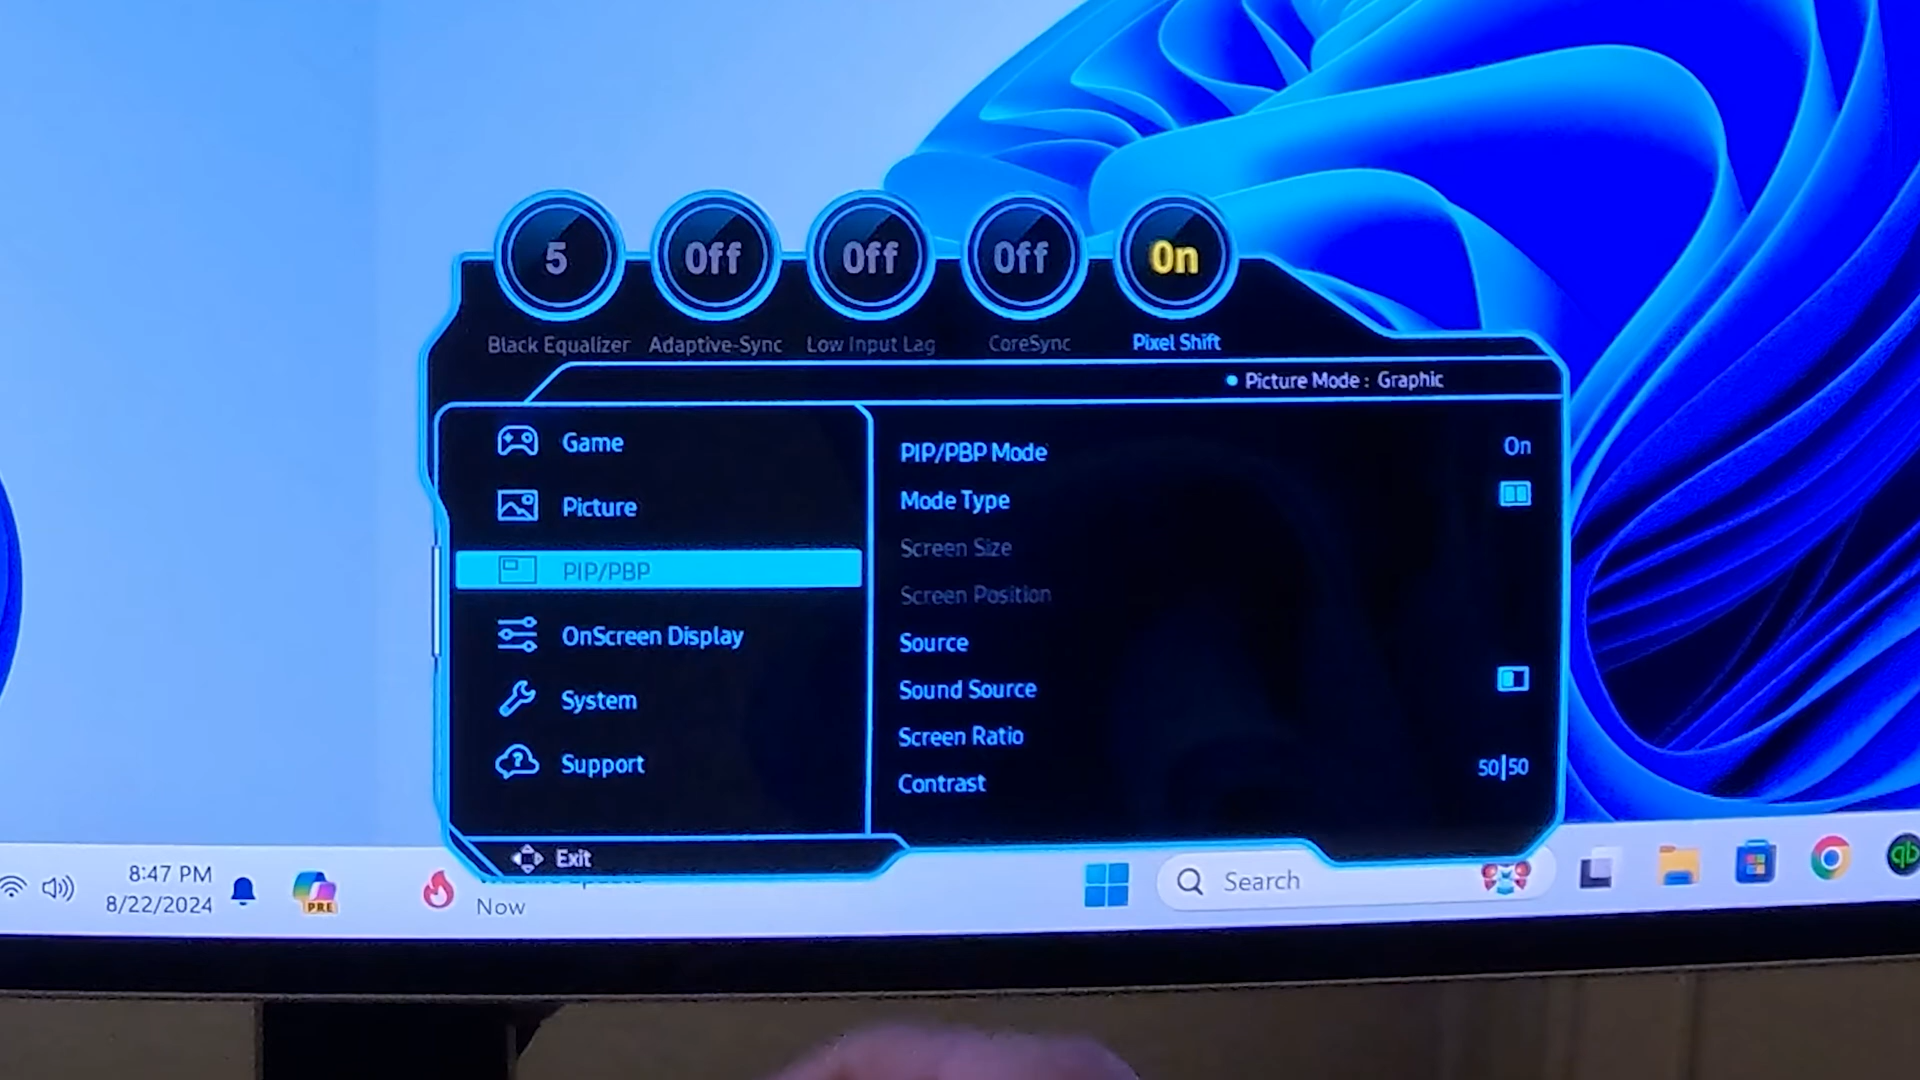 5 Off Off Off On
Black Equalizer Adaptive-Sync Low Input Lag CoreSync Pixel Shift
Picture Mode : Graphic
Game
Picture
PIP/PBP
OnScreen Display
System
Support
PIP/PBP Mode On
Mode Type
Screen Size
Screen Position
Source
Sound Source
Screen Ratio
Contrast 50|50
Exit
8:47 PM
8/22/2024
PRE
Now
Search
qb